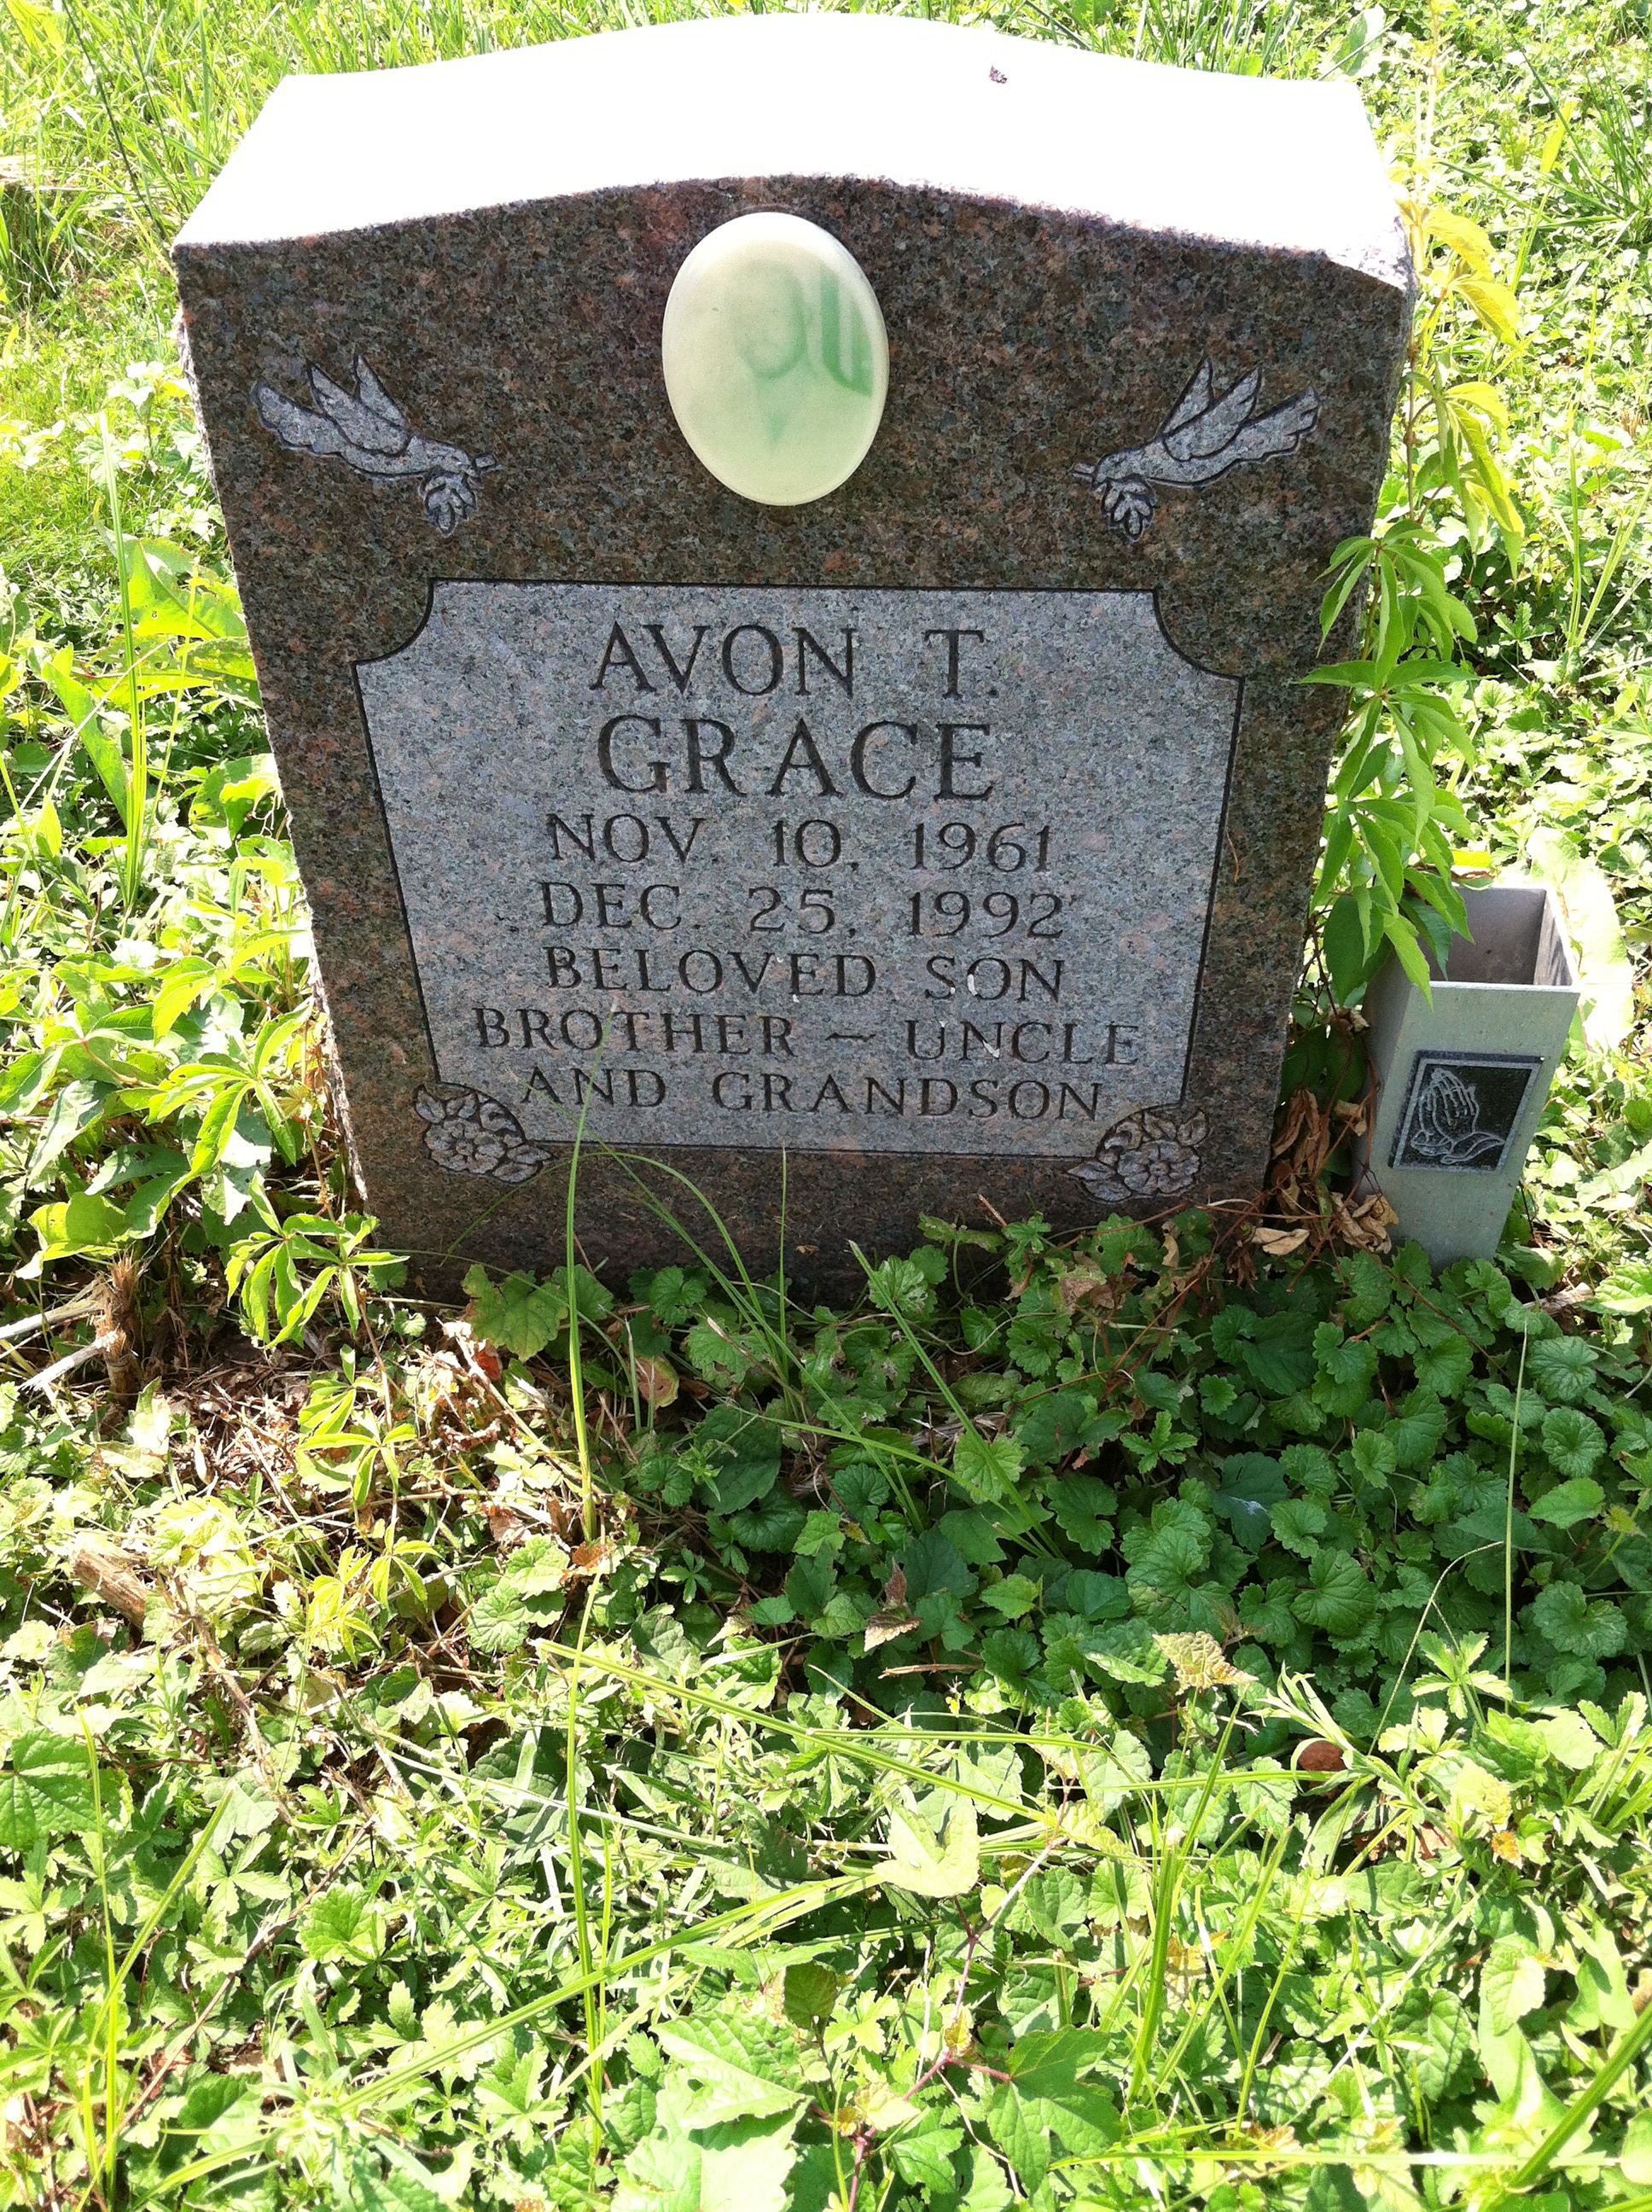 AVON T.
GRACE
NOV. 10, 1961
DEC. 25, 1992
BELOVED SON
BROTHER – UNCLE
AND GRANDSON